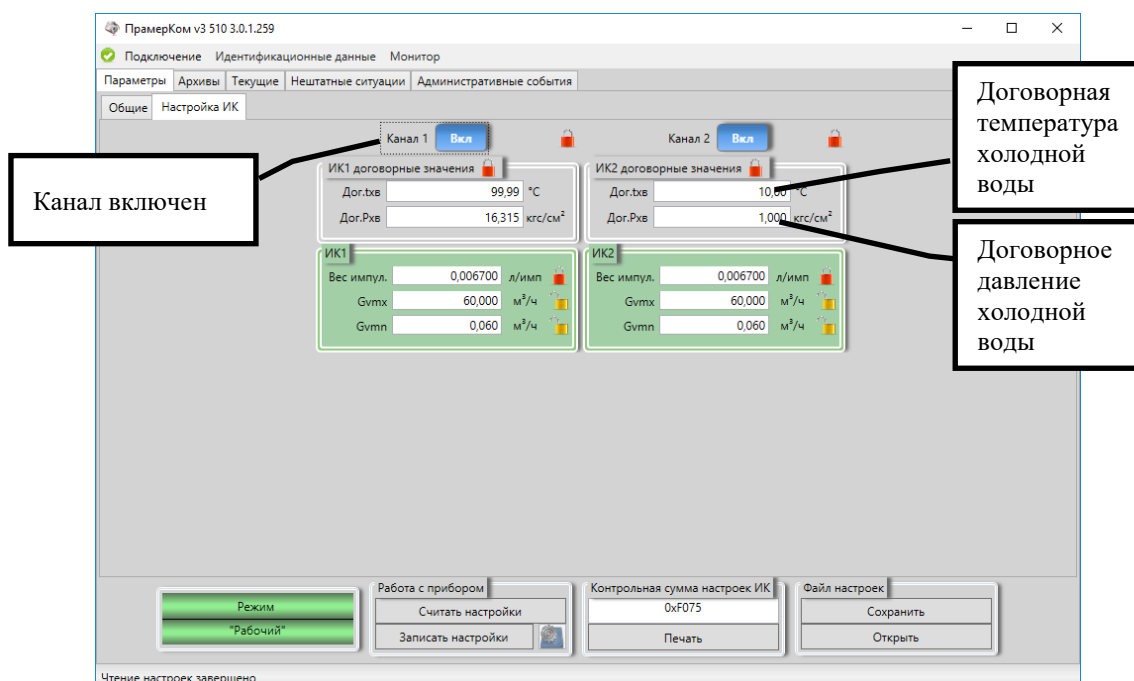 ПрамерКом v3 510 3.0.1.259
Подключение Идентификационные данные Монитор
Параметры Архивы Текущие Нештатные ситуации Административные события
Общие Настройка ИК
Канал 1 Вкл Канал 2 Вкл
Канал включен
Договорная
температура
холодной
воды
Договорное
давление
холодной
воды
ИК1 договорные значения
Дог.tхв 99,99 °C
Дог.Pхв 16,315 кгс/см²
ИК2 договорные значения
Дог.tхв 10,00 °C
Дог.Pхв 1,000 кгс/см²
ИК1
Вес импул. 0,006700 л/имп
Gvmx 60,000 м³/ч
Gvmn 0,060 м³/ч
ИК2
Вес импул. 0,006700 л/имп
Gvmx 60,000 м³/ч
Gvmn 0,060 м³/ч
Режим
"Рабочий"
Работа с прибором
Считать настройки
Записать настройки
Контрольная сумма настроек ИК
0xF075
Печать
Файл настроек
Сохранить
Открыть
Чтение настроек завершено